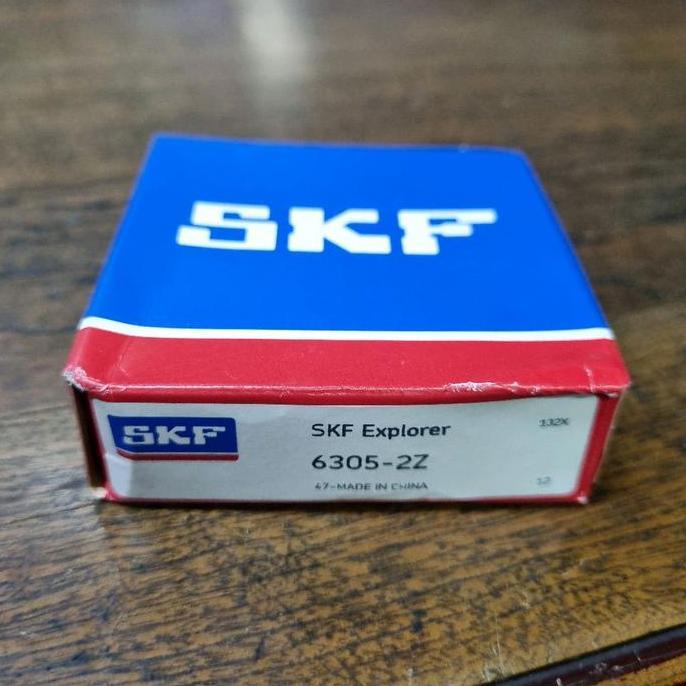 SKF
SKF
SKF Explorer
132X
6305-2Z
47-MADE IN CHINA
12